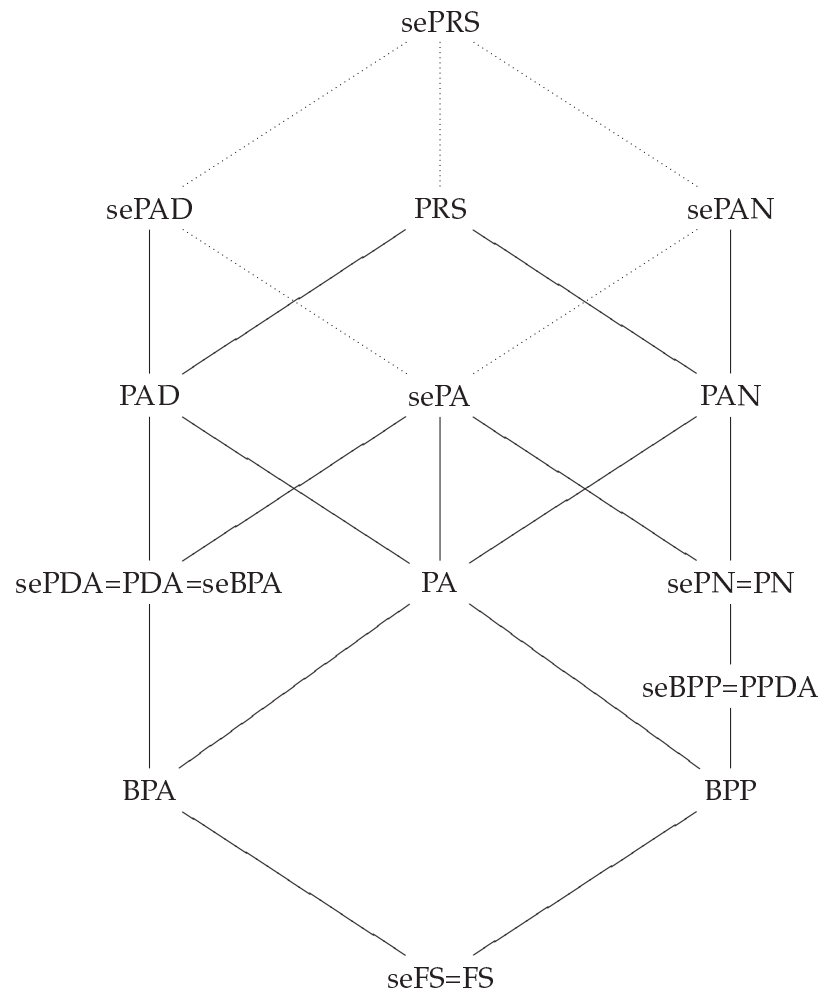 sePRS
sePAD PRS sePAN
PAD sePA PAN
sePDA=PDA=seBPA PA sePN=PN
seBPP=PPDA
BPA BPP
seFS=FS